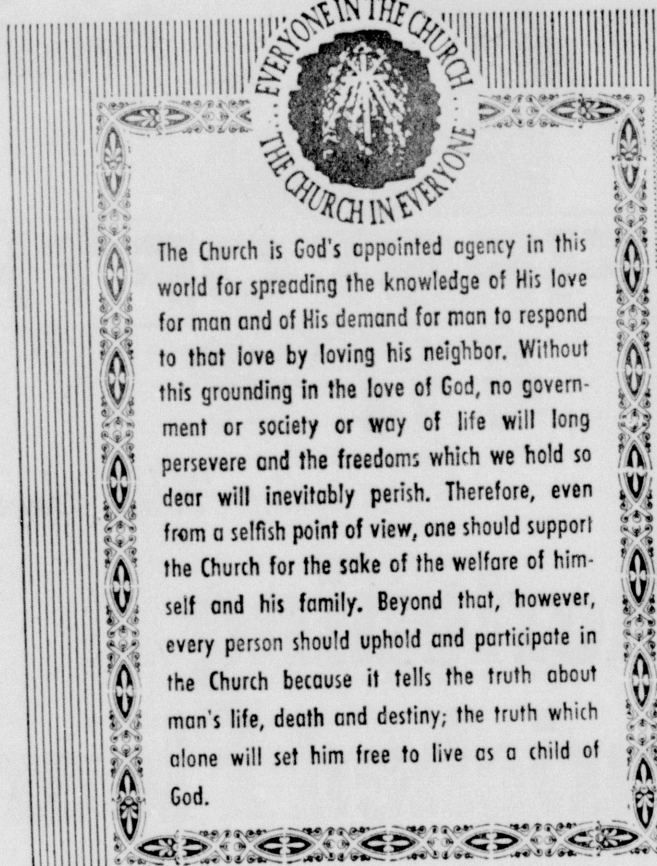 EVERYONE IN THE CHURCH
THE CHURCH IN EVERYONE
The Church is God's appointed agency in this
world for spreading the knowledge of His love
for man and of His demand for man to respond
to that love by loving his neighbor. Without
this grounding in the love of God, no govern-
ment or society or way of life will long
persevere and the freedoms which we hold so
dear will inevitably perish. Therefore, even
from a selfish point of view, one should support
the Church for the sake of the welfare of him-
self and his family. Beyond that, however,
every person should uphold and participate in
the Church because it tells the truth about
man's life, death and destiny; the truth which
alone will set him free to live as a child of
God.